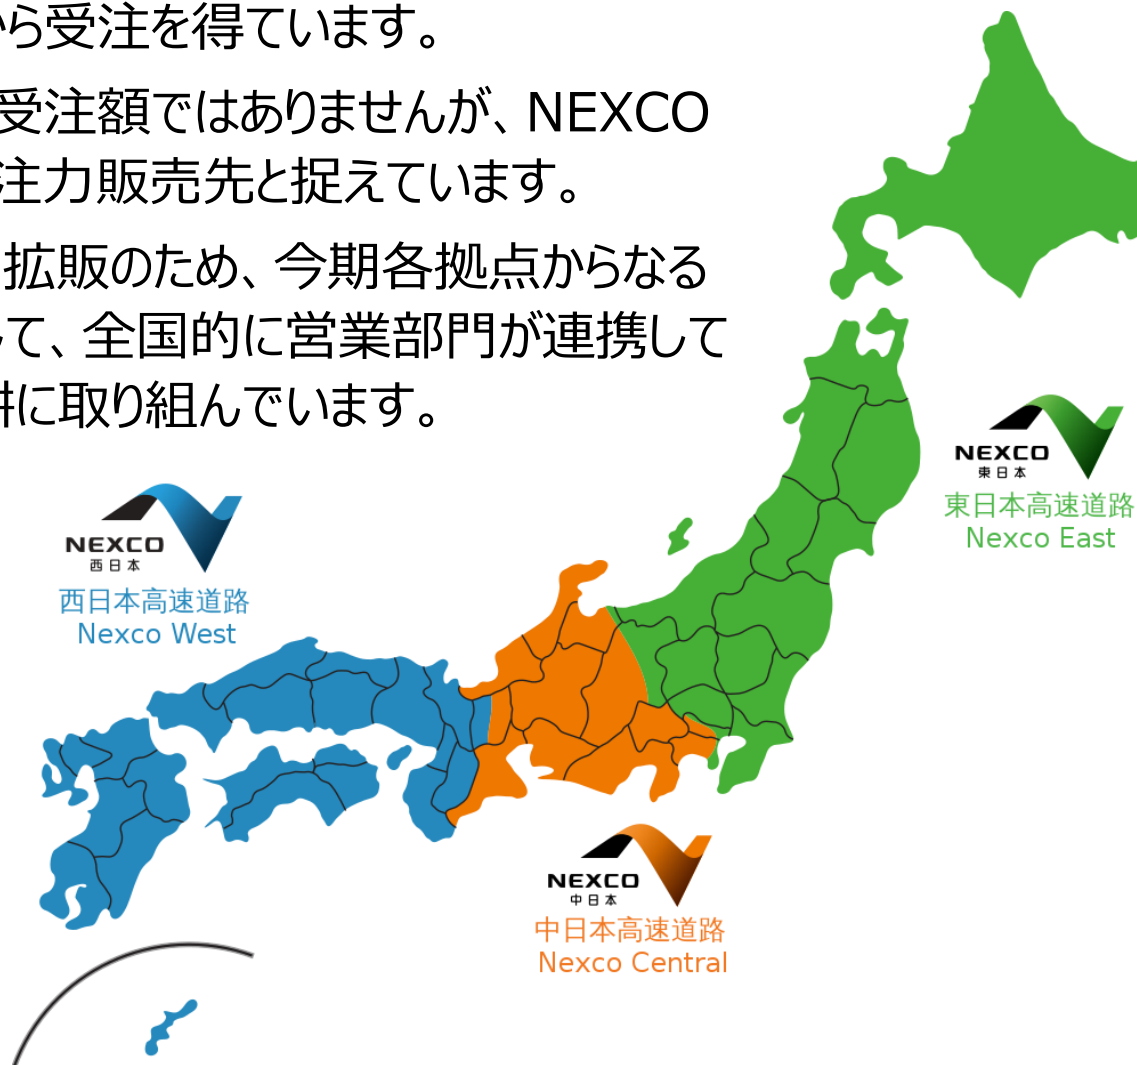 ら受注を得ています。
受注額ではありませんが、NEXCO
注力販売先と捉えています。
拡販のため、今期各拠点からなる
て、全国的に営業部門が連携して
に取り組んでいます。
NEXCO
東日本
東日本高速道路
Nexco East
NEXCO
西日本
西日本高速道路
Nexco West
NEXCO
中日本
中日本高速道路
Nexco Central